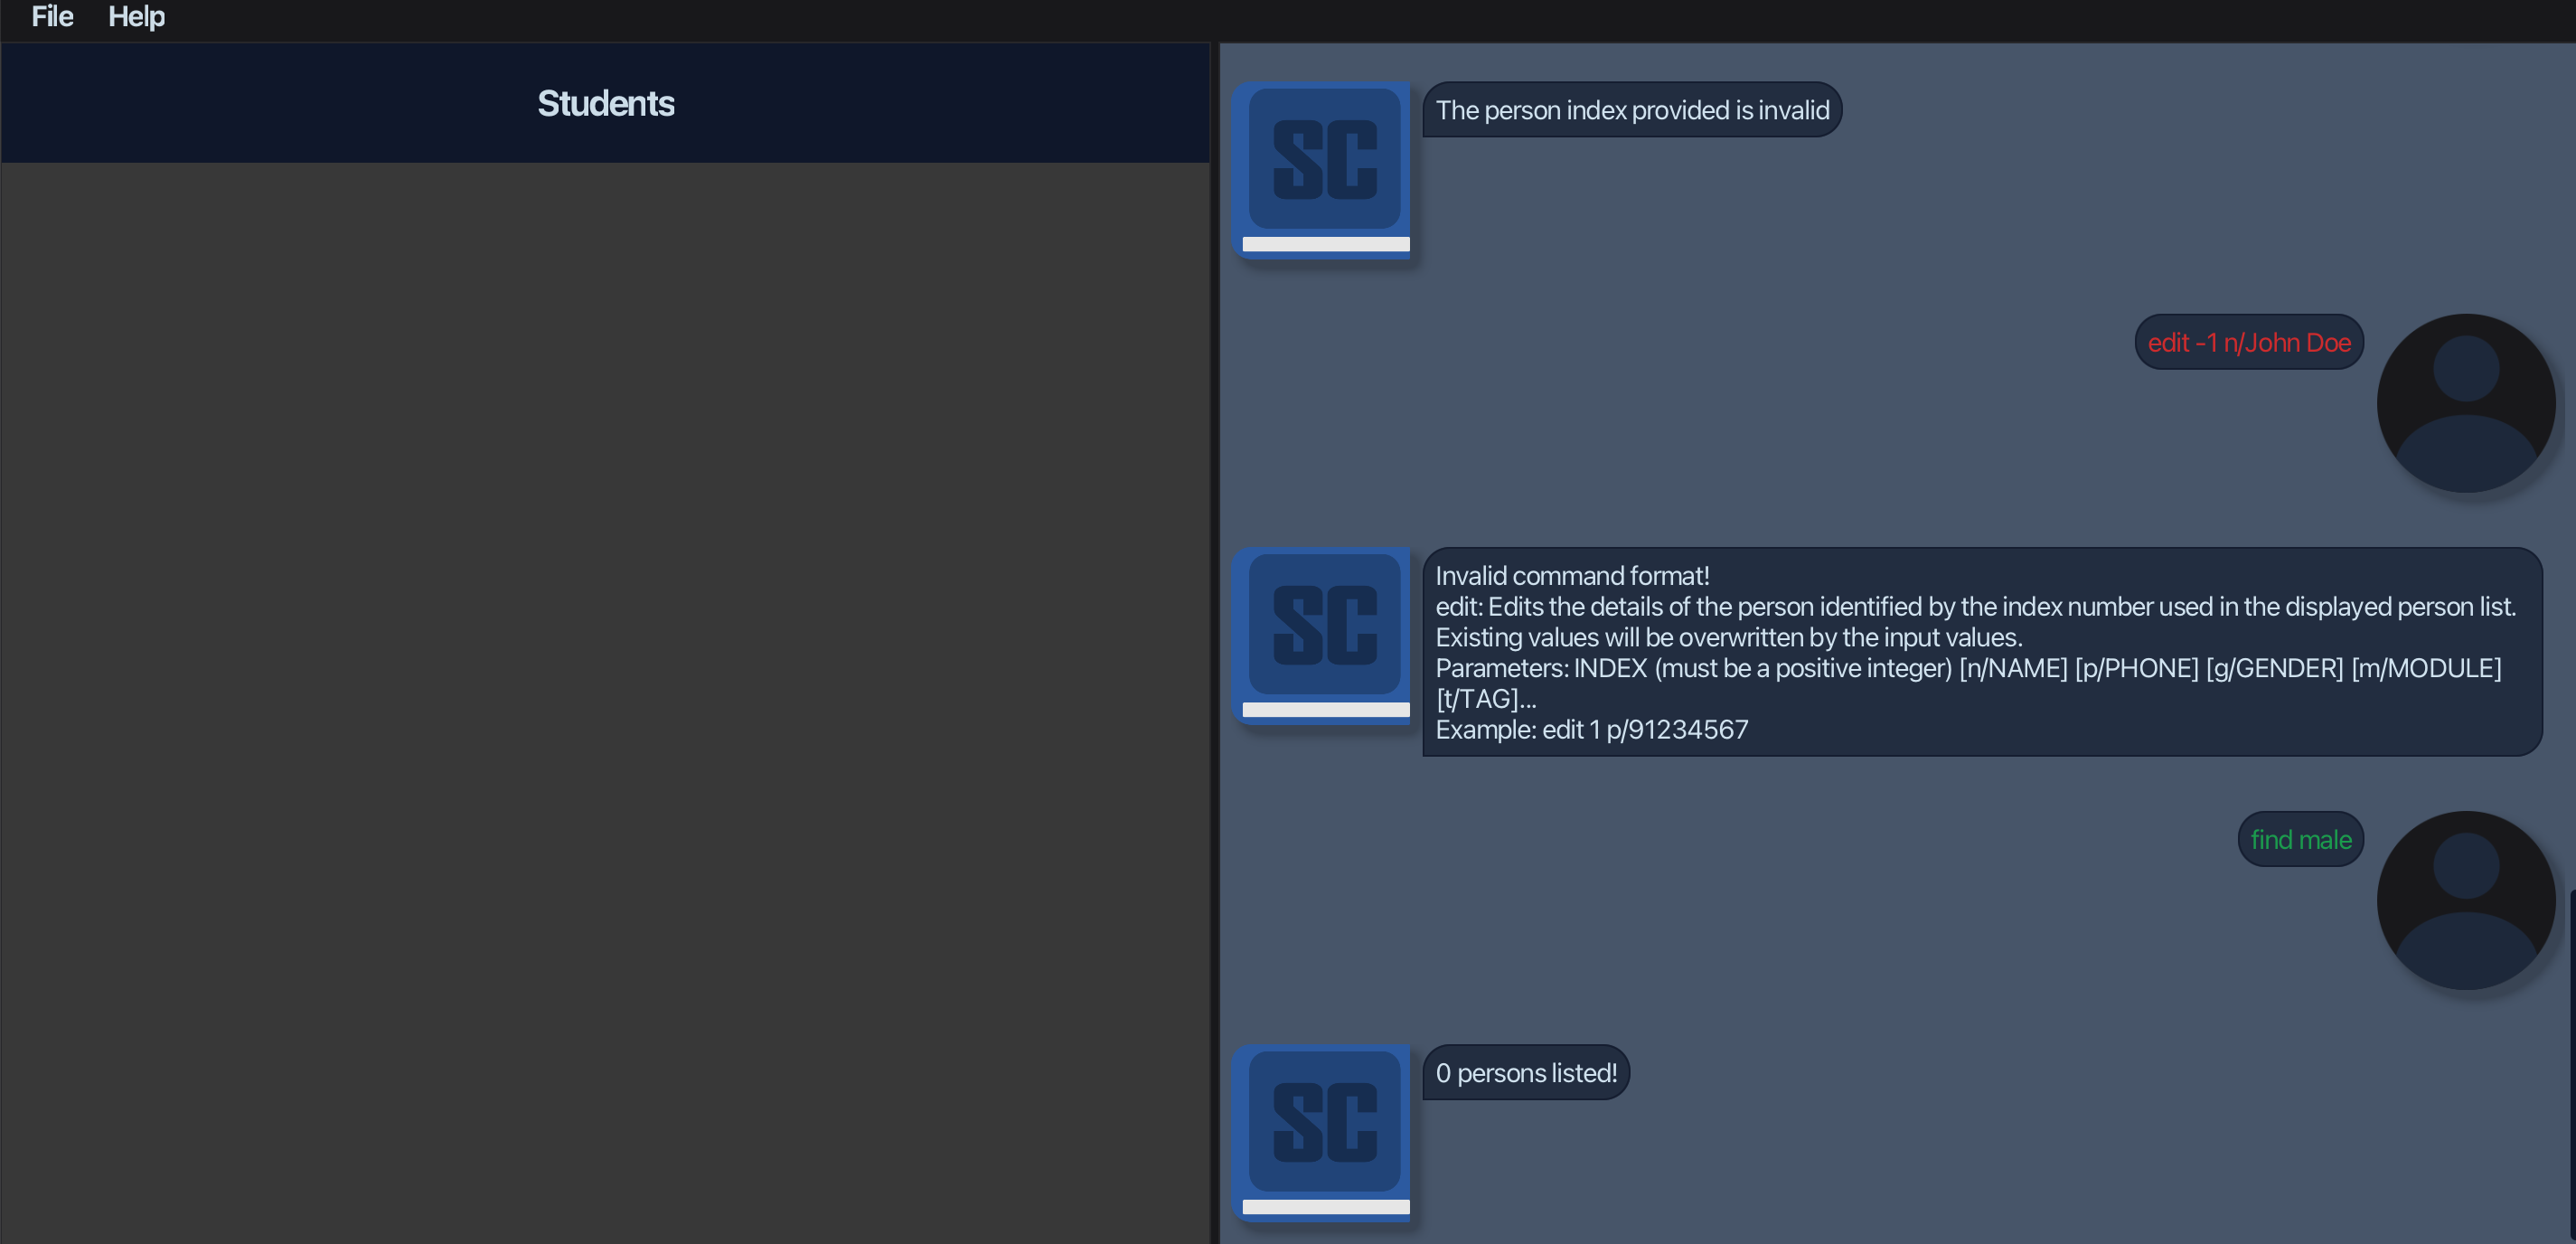 File Help
Students
SC
The person index provided is invalid
edit -1 n/John Doe
SC
Invalid command format!
edit: Edits the details of the person identified by the index number used in the displayed person list.
Existing values will be overwritten by the input values.
Parameters: INDEX (must be a positive integer) [n/NAME] [p/PHONE] [g/GENDER] [m/MODULE]
[t/TAG]...
Example: edit 1 p/91234567
find male
SC
0 persons listed!